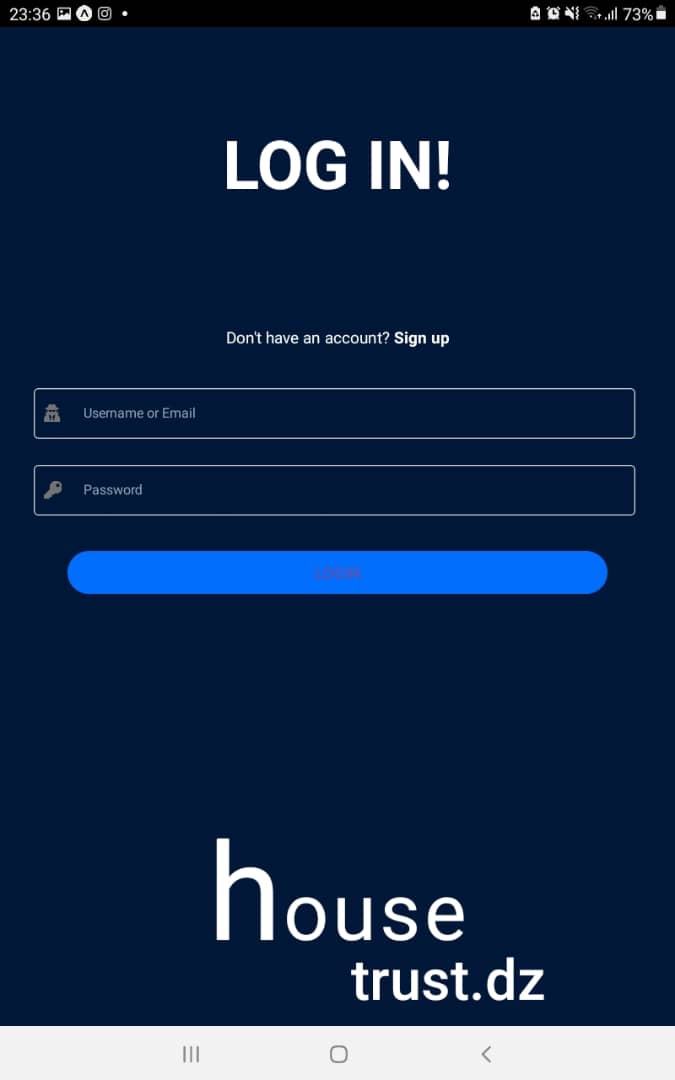 23:36
73%
LOG IN!
Don't have an account? Sign up
Username or Email
Password
LOGIN
house
trust.dz